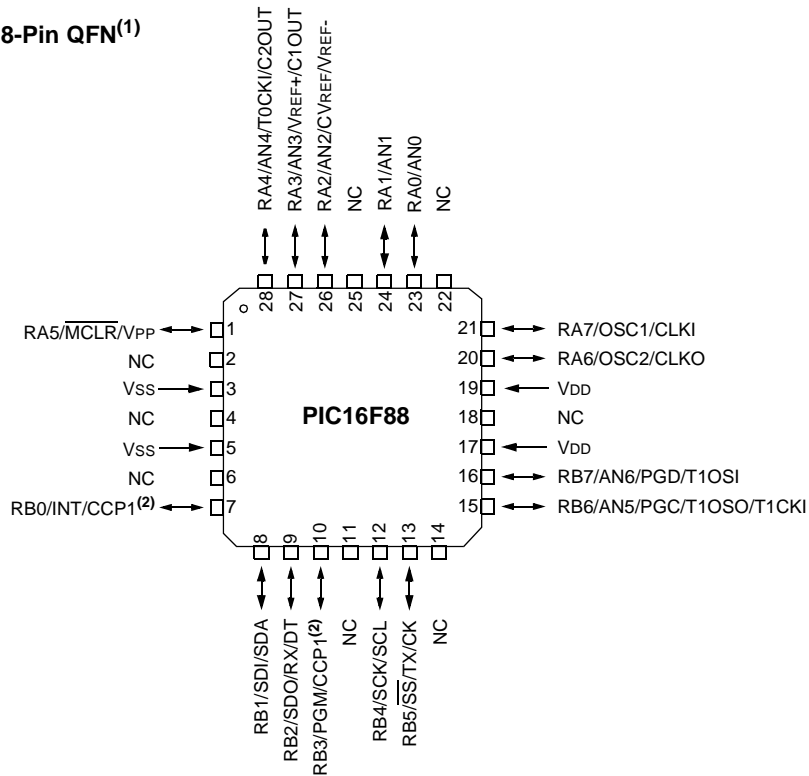 8-Pin QFN(1)
RA4/AN4/T0CKI/C2OUT
RA3/AN3/VREF+/C1OUT
RA2/AN2/CVREF/VREF-
NC
RA1/AN1
RA0/AN0
NC
28
27
26
25
24
23
22
RA5/MCLR/VPP
1
NC
2
VSS
3
NC
4
VSS
5
NC
6
RB0/INT/CCP1(2)
7
PIC16F88
21
RA7/OSC1/CLKI
20
RA6/OSC2/CLKO
19
VDD
18
NC
17
VDD
16
RB7/AN6/PGD/T1OSI
15
RB6/AN5/PGC/T1OSO/T1CKI
8
9
10
11
12
13
14
RB1/SDI/SDA
RB2/SDO/RX/DT
RB3/PGM/CCP1(2)
NC
RB4/SCK/SCL
RB5/SS/TX/CK
NC